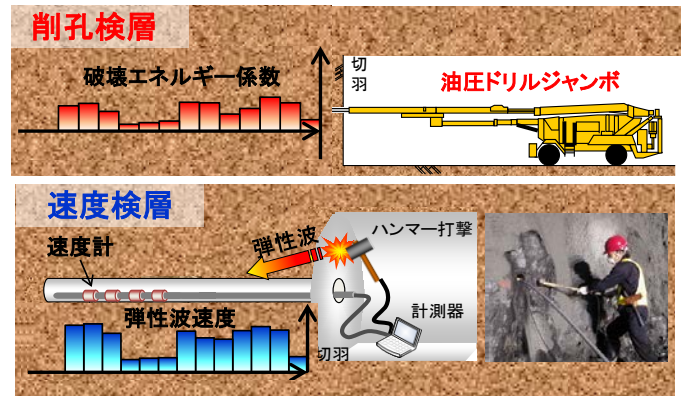 削孔検層
破壊エネルギー係数
切
羽
油圧ドリルジャンボ
速度検層
速度計
弾性波
ハンマー打撃
計測器
弾性波速度
切羽